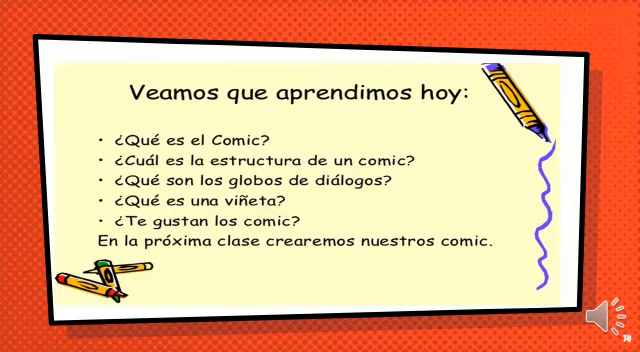 Veamos que aprendimos hoy:
• ¿Qué es el Comic?
• ¿Cuál es la estructura de un comic?
• ¿Qué son los globos de diálogos?
• ¿Qué es una viñeta?
• ¿Te gustan los comic?
En la próxima clase crearemos nuestros comic.
14